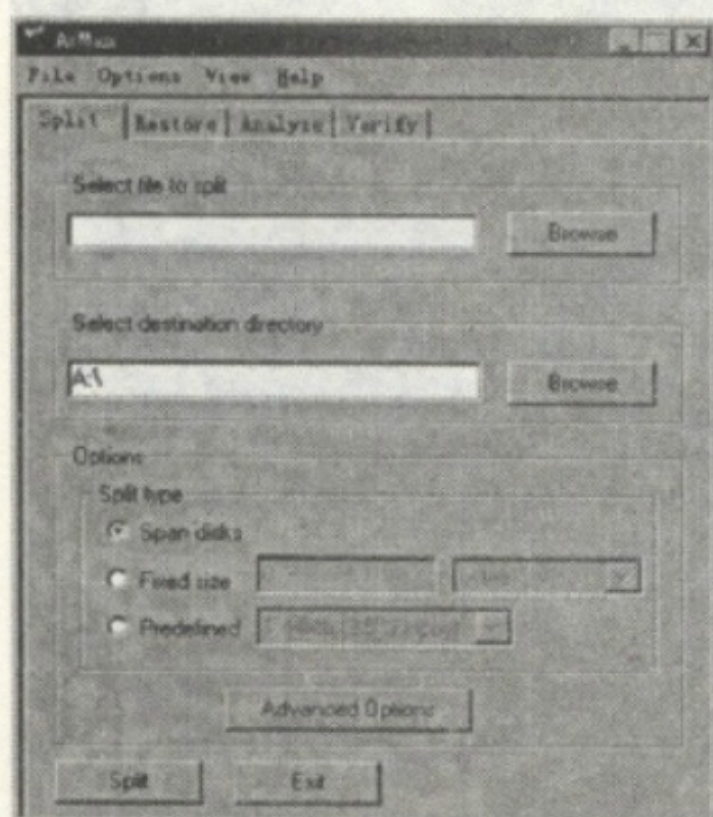 File Options View Help
Split Restore Analyze Verify
Select file to split
Browse
Select destination directory
A:\
Browse
Options
Split type
Span disks
Fixed size
Predefined
Advanced Options
Split Exit